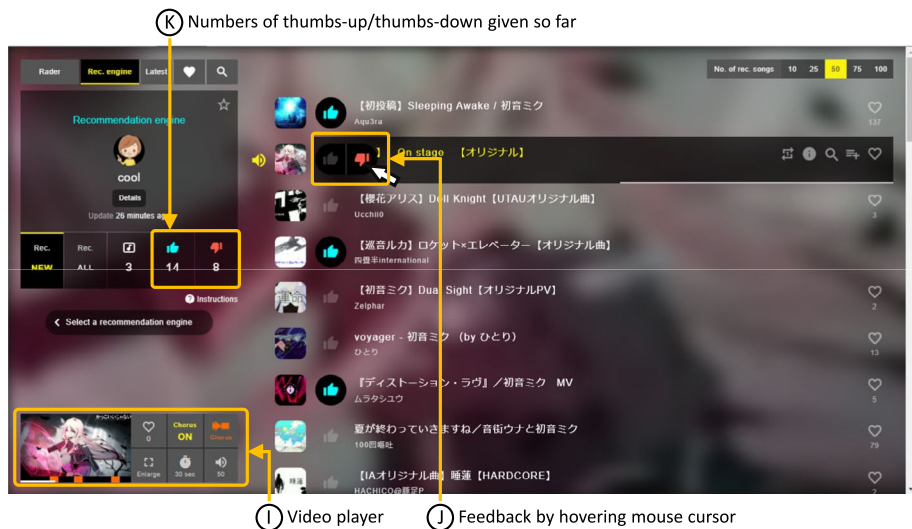 K Numbers of thumbs-up/thumbs-down given so far
Rader
Rec. engine
Latest
No. of rec. songs 10 25 50 75 100
Recommendation engine
cool
Details
Update 26 minutes
Rec.
NEW
Rec.
ALL
3
14
8
? Instructions
Select a recommendation engine
【初投稿】Sleeping Awake / 初音ミク
Aqu3ra
137
】 On stage 【オリジナル】
【櫻花アリス】Doll Knight【UTAUオリジナル曲】
Ucchii0
3
【巡音ルカ】ロケット×エレベーター【オリジナル曲】
四畳半international
【初音ミク】Dual Sight【オリジナルPV】
Zelphar
2
voyager - 初音ミク (by ひとり)
ひとり
13
『ディストーション・ラヴ』／初音ミク MV
ムラタシユウ
5
夏が終わっていきますね／音街ウナと初音ミク
100回嘔吐
79
【IAオリジナル曲】睡蓮【HARDCORE】
HACHICO@豚足P
2
0
Chorus
ON
Chorus
Enlarge
30 sec
50
I Video player
J Feedback by hovering mouse cursor